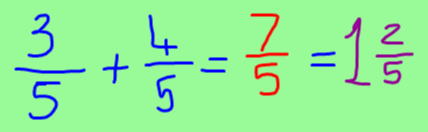 3/5 + 4/5 = 7/5 = 1 2/5